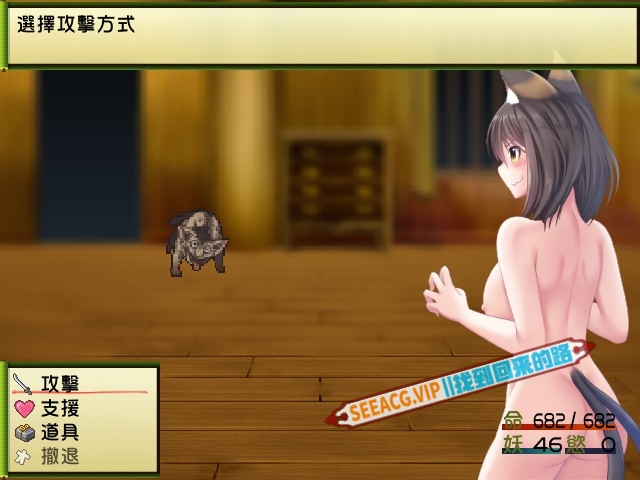 選擇攻擊方式
攻擊
支援
道具
撤退
SEEACG.VIP||找到回来的路
命 682/682
妖 46 慾 0